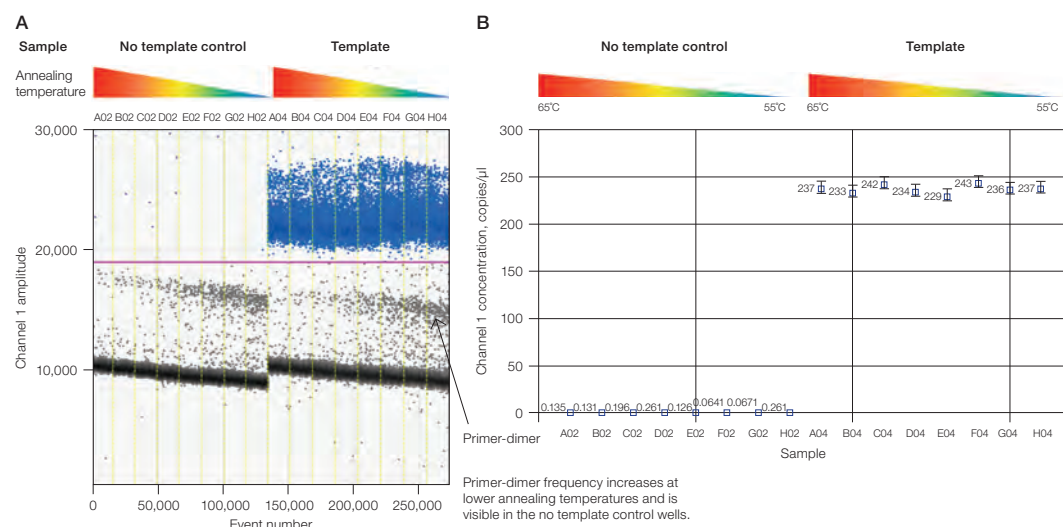 A
Sample
No template control
Template
Annealing
temperature
A02 B02 C02 D02 E02 F02 G02 H02 A04 B04 C04 D04 E04 F04 G04 H04
30,000
20,000
10,000
Channel 1 amplitude
0 50,000 100,000 150,000 200,000 250,000
Event number
Primer-dimer
B
No template control
Template
65°C 55°C 65°C 55°C
300
250
200
150
100
50
0
Channel 1 concentration, copies/µl
237 233 242 234 229 243 236 237
0.135 0.131 0.196 0.261 0.126 0.0641 0.0671 0.261
A02 B02 C02 D02 E02 F02 G02 H02 A04 B04 C04 D04 E04 F04 G04 H04
Sample
Primer-dimer frequency increases at
lower annealing temperatures and is
visible in the no template control wells.